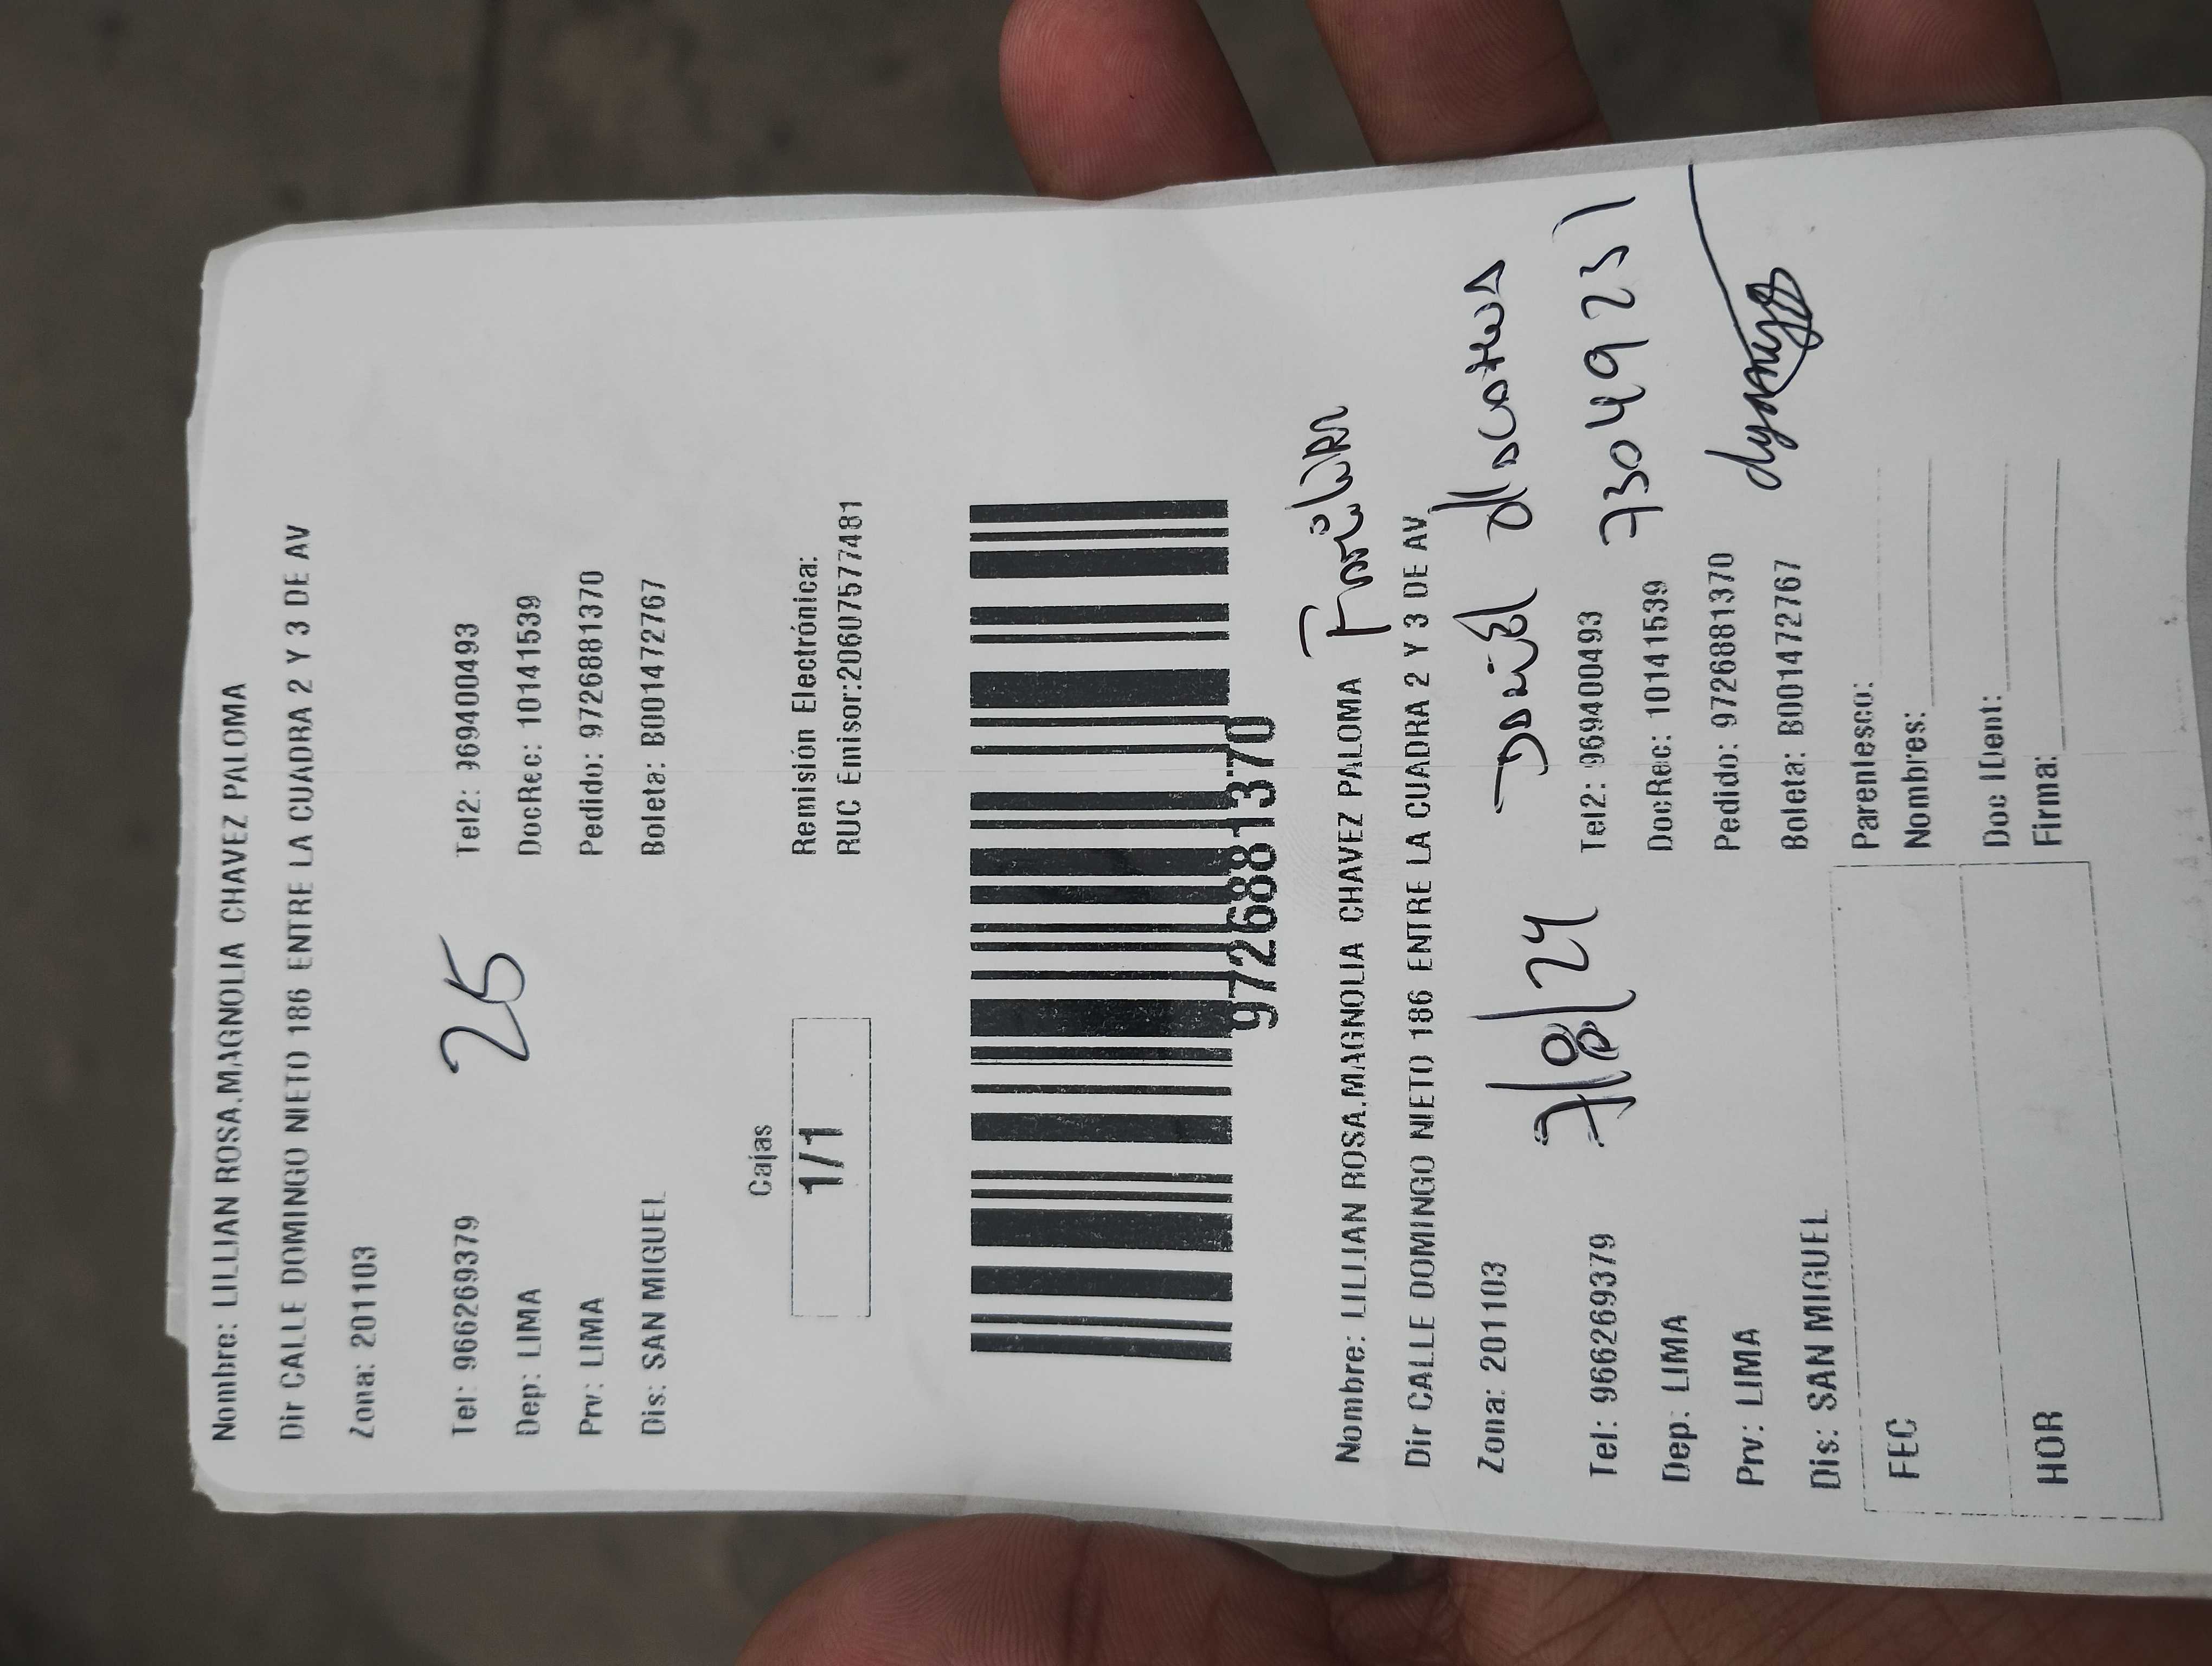 Nombre: LILLIAN ROSA.MAGNOLIA CHAVEZ PALOMA
Dir CALLE DOMINGO NIETO 186 ENTRE LA CUADRA 2 Y 3 DE AV
Zona: 201103
Tel: 966269379 25 Tel2: 969400493
Dep: LIMA DocRec: 10141539
Prv: LIMA Pedido: 9726881370
Dis: SAN MIGUEL Boleta: B001472767
Cajas Remisión Electrónica:
1/1 RUC Emisor:20607577481
9726881370
Nombre: LILLIAN ROSA.MAGNOLIA CHAVEZ PALOMA Familiar
Dir CALLE DOMINGO NIETO 186 ENTRE LA CUADRA 2 Y 3 DE AV
Zona: 201103 Daniel
7/8/24 73049231
Tel: 966269379 Tel2: 969400493
Dep: LIMA DocRec: 10141539
Prv: LIMA Pedido: 9726881370
Dis: SAN MIGUEL Boleta: B001472767
Parentesco:
FEC Nombres:
Doc IDent:
HOR Firma: